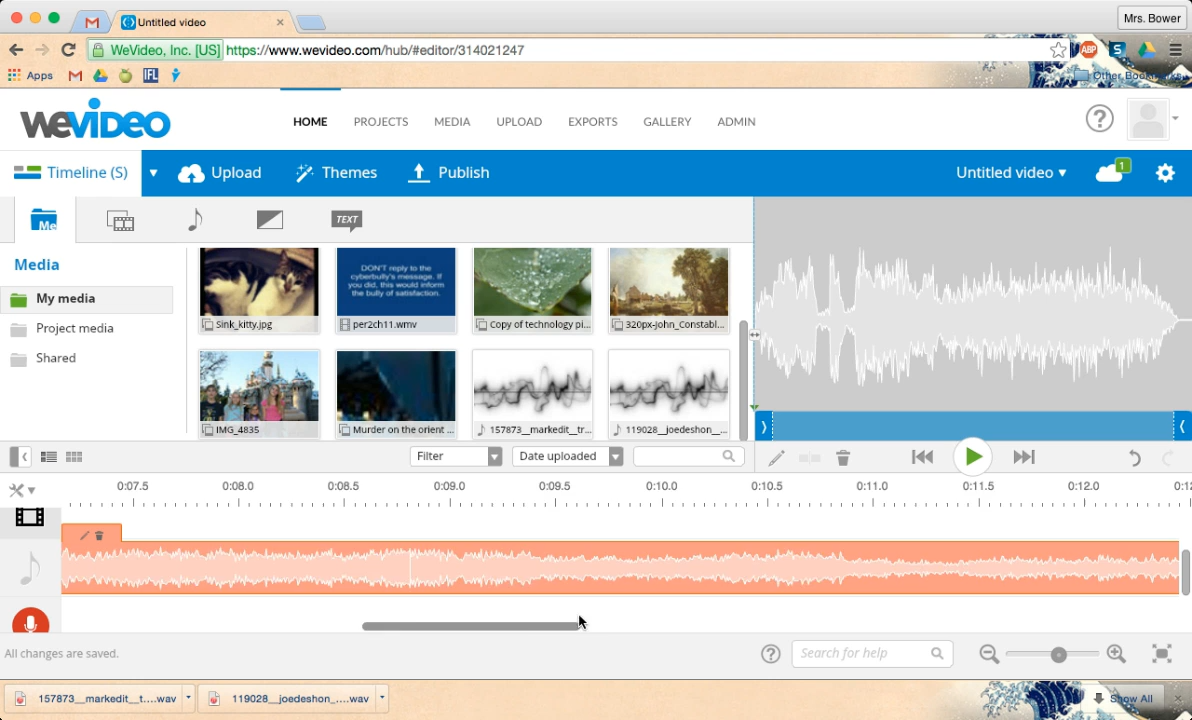 Untitled video
Mrs. Bower
WeVideo, Inc. [US] https://www.wevideo.com/hub/#editor/314021247
ABP
S
Apps
IFL
Other Bookmarks
WEVIDEO
HOME
PROJECTS
MEDIA
UPLOAD
EXPORTS
GALLERY
ADMIN
Timeline (S)
Upload
Themes
Publish
Untitled video
1
Me
TEXT
Media
My media
Project media
Shared
DON'T reply to the
cyberbully's message. If
you did, this would inform
the bully of satisfaction.
Sink_kitty.jpg
per2ch11.wmv
Copy of technology pi...
320px-John_Constabl...
IMG_4835
Murder on the orient ...
157873__markedit__tr...
119028__joedeshon_...
Filter
Date uploaded
0:07.5
0:08.0
0:08.5
0:09.0
0:09.5
0:10.0
0:10.5
0:11.0
0:11.5
0:12.0
0:12
All changes are saved.
Search for help
157873__markedit__t....wav
119028__joedeshon_....wav
Show All